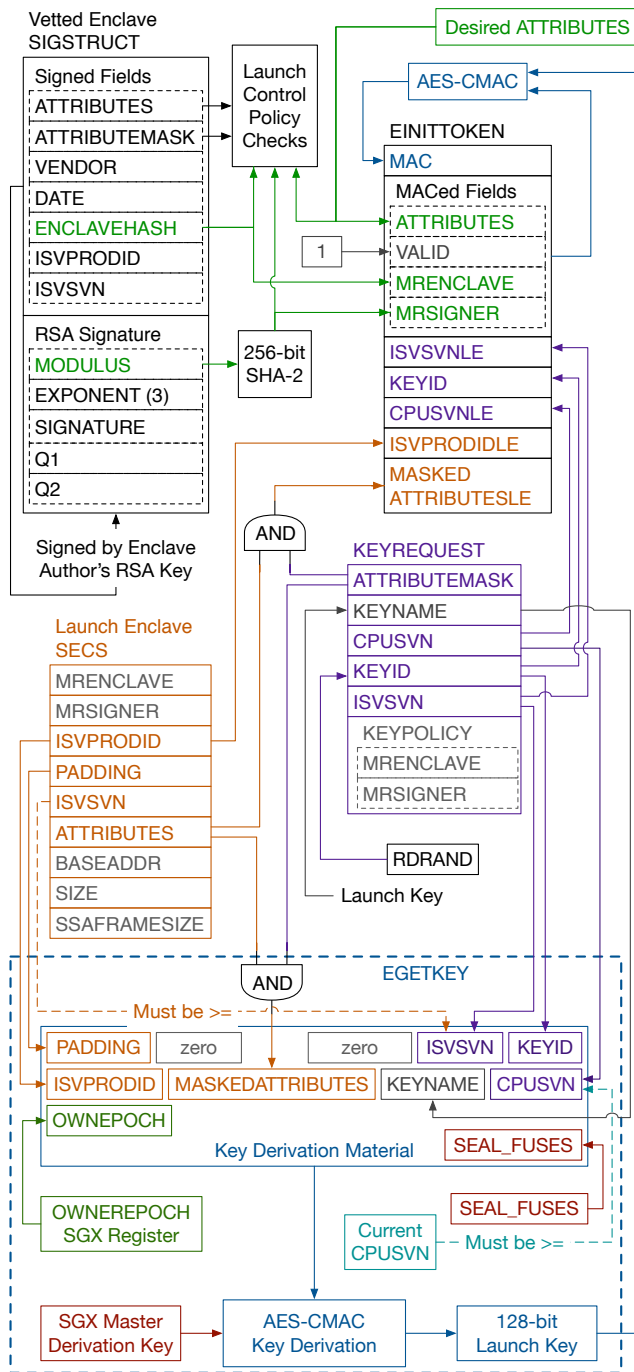 Vetted Enclave
SIGSTRUCT
Signed Fields
ATTRIBUTES
ATTRIBUTEMASK
VENDOR
DATE
ENCLAVEHASH
ISVPRODID
ISVSVN
RSA Signature
MODULUS
EXPONENT (3)
SIGNATURE
Q1
Q2
Signed by Enclave
Author's RSA Key
Launch
Control
Policy
Checks
256-bit
SHA-2
1
Desired ATTRIBUTES
AES-CMAC
EINITTOKEN
MAC
MACed Fields
ATTRIBUTES
VALID
MRENCLAVE
MRSIGNER
ISVSVNLE
KEYID
CPUSVNLE
ISVPRODIDLE
MASKED
ATTRIBUTESLE
AND
KEYREQUEST
ATTRIBUTEMASK
KEYNAME
CPUSVN
KEYID
ISVSVN
KEYPOLICY
MRENCLAVE
MRSIGNER
RDRAND
Launch Key
Launch Enclave
SECS
MRENCLAVE
MRSIGNER
ISVPRODID
PADDING
ISVSVN
ATTRIBUTES
BASEADDR
SIZE
SSAFRAMESIZE
AND
EGETKEY
Must be >=
PADDING
zero
zero
ISVSVN
KEYID
ISVPRODID
MASKEDATTRIBUTES
KEYNAME
CPUSVN
OWNEPOCH
Key Derivation Material
SEAL_FUSES
OWNEREPOCH
SGX Register
SEAL_FUSES
Current
CPUSVN
Must be >=
SGX Master
Derivation Key
AES-CMAC
Key Derivation
128-bit
Launch Key